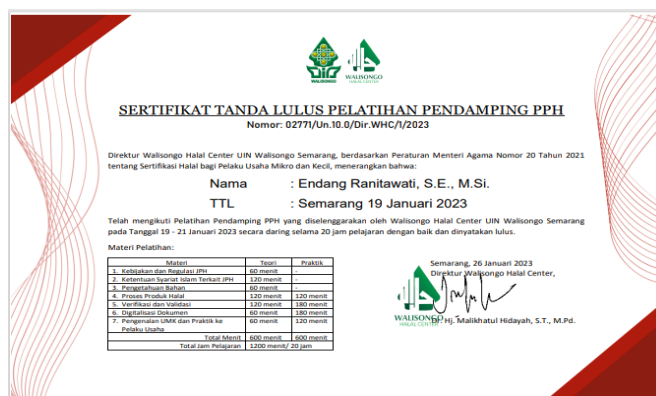 UIN
WALISONGO
WALISONGO
HALAL CENTER
SERTIFIKAT TANDA LULUS PELATIHAN PENDAMPING PPH
Nomor: 02771/Un.10.0/Dir.WHC/1/2023
Direktur Walisongo Halal Center UIN Walisongo Semarang, berdasarkan Peraturan Menteri Agama Nomor 20 Tahun 2021
tentang Sertifikasi Halal bagi Pelaku Usaha Mikro dan Kecil, menerangkan bahwa:
Nama : Endang Ranitawati, S.E., M.Si.
TTL : Semarang 19 Januari 2023
Telah mengikuti Pelatihan Pendamping PPH yang diselenggarakan oleh Walisongo Halal Center UIN Walisongo Semarang
pada Tanggal 19 - 21 Januari 2023 secara daring selama 20 jam pelajaran dengan baik dan dinyatakan lulus.
Materi Pelatihan:
Materi Teori Praktik
1. Kebijakan dan Regulasi JPH 60 menit -
2. Ketentuan Syariat Islam Terkait JPH 120 menit -
3. Pengetahuan Bahan 60 menit -
4. Proses Produk Halal 120 menit 120 menit
5. Verifikasi dan Validasi 120 menit 180 menit
6. Digitalisasi Dokumen 60 menit 180 menit
7. Pengenalan UMK dan Praktik ke 60 menit 120 menit
Pelaku Usaha
Total Menit 600 menit 600 menit
Total Jam Pelajaran 1200 menit/ 20 jam
Semarang, 26 Januari 2023
Direktur Walisongo Halal Center,
WALISONGO
HALAL CENTER
Dr. Hj. Malikhatul Hidayah, S.T., M.Pd.